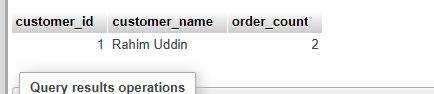 customer_id customer_name order_count
1 Rahim Uddin 2
Query results operations